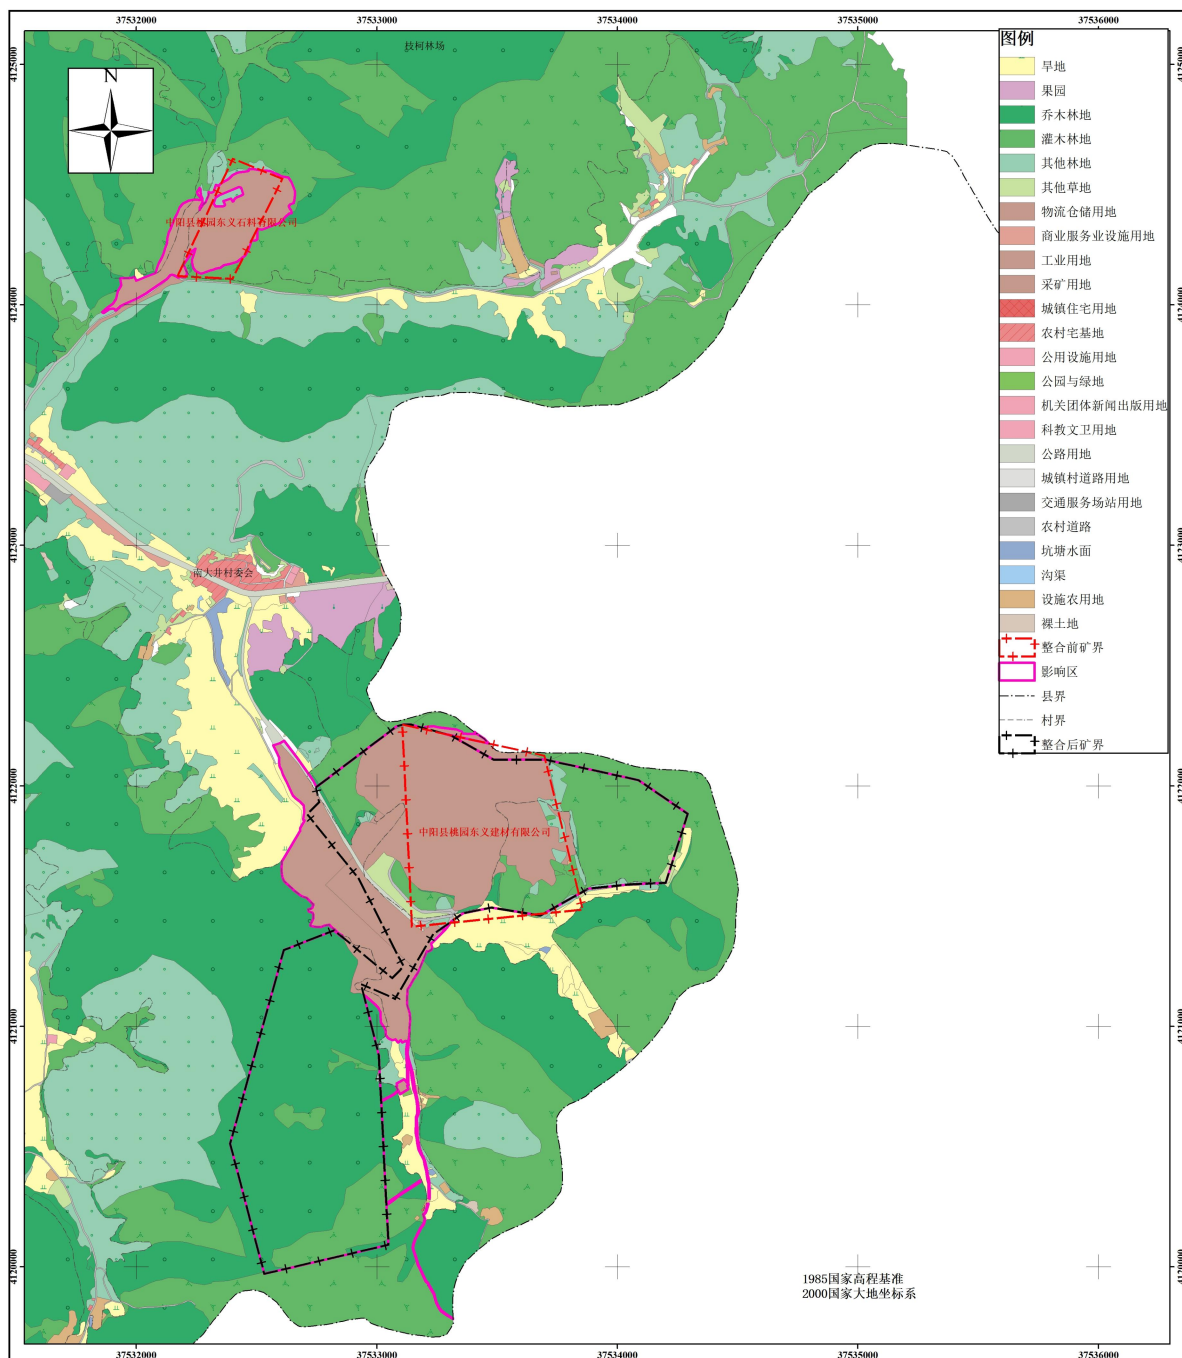 37532000
37533000
37534000
37535000
37536000
4125000
4125000
枝柯林场
N
中阳县桃园东义石料有限公司
4124000
4124000
4123000
4123000
南大井村委会
4122000
4122000
中阳县桃园东义建材有限公司
4121000
4121000
4120000
4120000
图例
旱地
果园
乔木林地
灌木林地
其他林地
其他草地
物流仓储用地
商业服务业设施用地
工业用地
采矿用地
城镇住宅用地
农村宅基地
公用设施用地
公园与绿地
机关团体新闻出版用地
科教文卫用地
公路用地
城镇村道路用地
交通服务场站用地
农村道路
坑塘水面
沟渠
设施农用地
裸土地
整合前矿界
影响区
县界
村界
整合后矿界
1985国家高程基准
2000国家大地坐标系
37532000
37533000
37534000
37535000
37536000